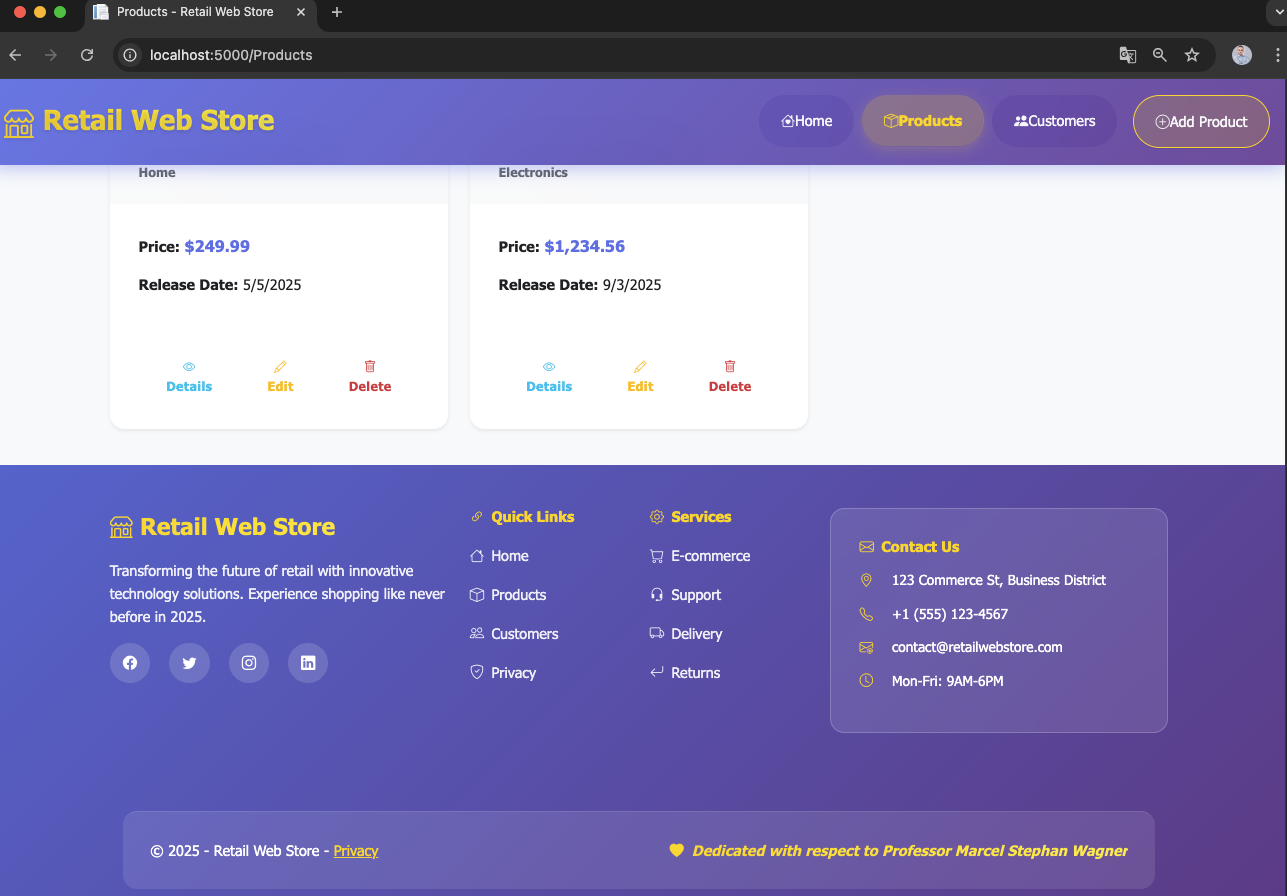 Products - Retail Web Store
localhost:5000/Products
Retail Web Store
Home
Products
Customers
Add Product
Home
Price: $249.99
Release Date: 5/5/2025
Details
Edit
Delete
Electronics
Price: $1,234.56
Release Date: 9/3/2025
Details
Edit
Delete
Retail Web Store
Transforming the future of retail with innovative
technology solutions. Experience shopping like never
before in 2025.
Quick Links
Home
Products
Customers
Privacy
Services
E-commerce
Support
Delivery
Returns
Contact Us
123 Commerce St, Business District
+1 (555) 123-4567
contact@retailwebstore.com
Mon-Fri: 9AM-6PM
© 2025 - Retail Web Store - Privacy
Dedicated with respect to Professor Marcel Stephan Wagner